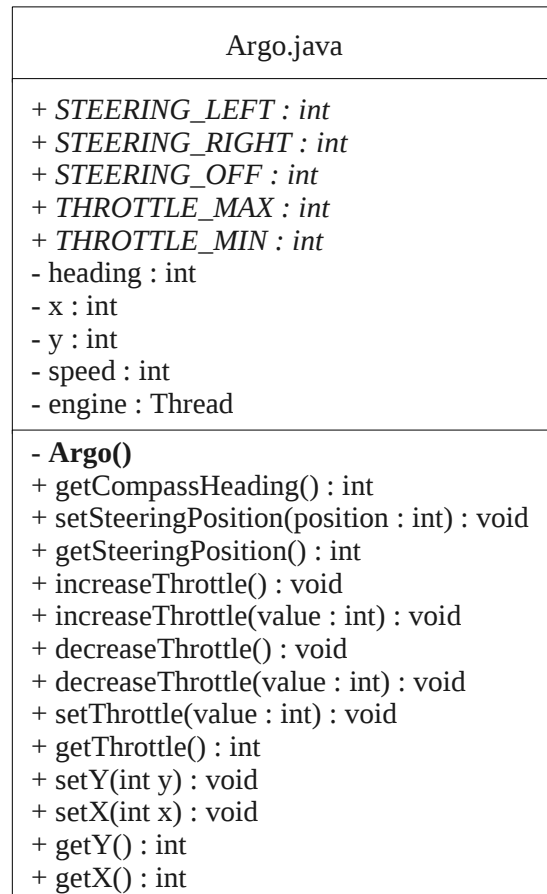 Argo.java
+ STEERING_LEFT : int
+ STEERING_RIGHT : int
+ STEERING_OFF : int
+ THROTTLE_MAX : int
+ THROTTLE_MIN : int
- heading : int
- x : int
- y : int
- speed : int
- engine : Thread
- Argo()
+ getCompassHeading() : int
+ setSteeringPosition(position : int) : void
+ getSteeringPosition() : int
+ increaseThrottle() : void
+ increaseThrottle(value : int) : void
+ decreaseThrottle() : void
+ decreaseThrottle(value : int) : void
+ setThrottle(value : int) : void
+ getThrottle() : int
+ setY(int y) : void
+ setX(int x) : void
+ getY() : int
+ getX() : int